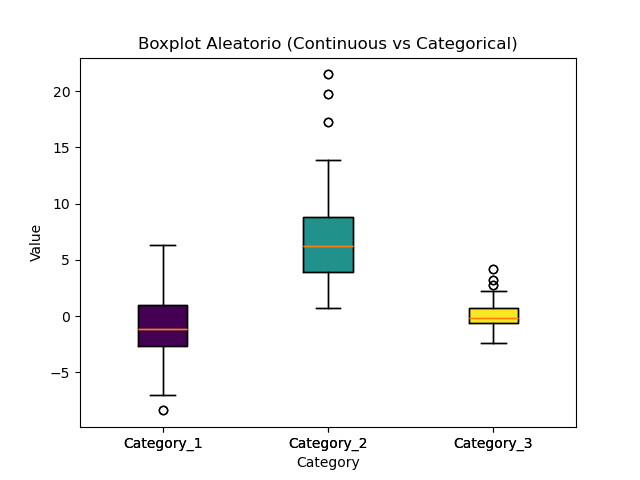 Boxplot Aleatorio (Continuous vs Categorical)
Value
20
15
10
5
0
−5
Category_1 Category_2 Category_3
Category